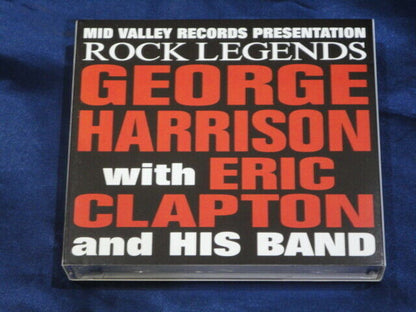 MID VALLEY RECORDS PRESENTATION
ROCK LEGENDS
GEORGE
HARRISON
with ERIC
CLAPTON
and HIS BAND